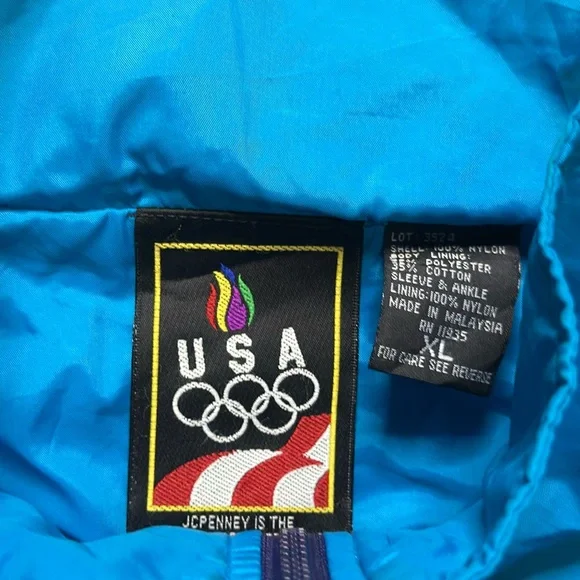 USA
JCPENNEY IS THE
LOT 3574
SHELL 100% NYLON
BODY LINING:
65% POLYESTER
35% COTTON
SLEEVE & ANKLE
LINING:100% NYLON
MADE IN MALAYSIA
RN 11935
XL
FOR CARE SEE REVERSE